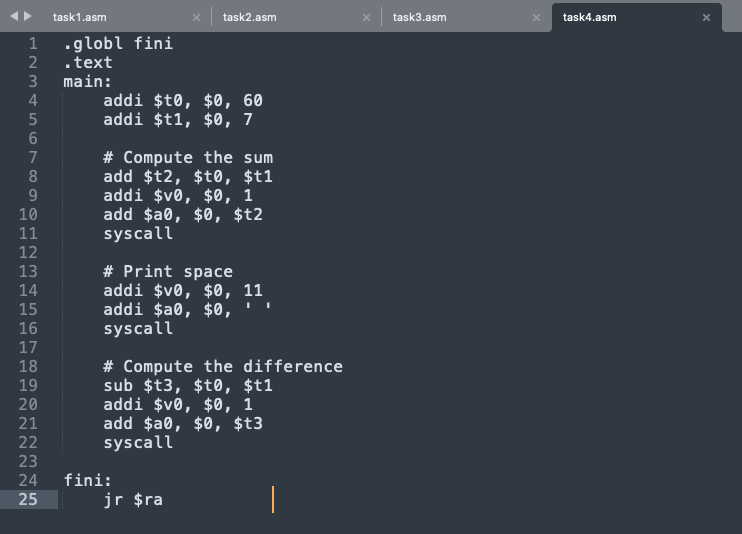 task1.asm × task2.asm × task3.asm × task4.asm ×
1 .globl fini
2 .text
3 main:
4 addi $t0, $0, 60
5 addi $t1, $0, 7
6
7 # Compute the sum
8 add $t2, $t0, $t1
9 addi $v0, $0, 1
10 add $a0, $0, $t2
11 syscall
12
13 # Print space
14 addi $v0, $0, 11
15 addi $a0, $0, ' '
16 syscall
17
18 # Compute the difference
19 sub $t3, $t0, $t1
20 addi $v0, $0, 1
21 add $a0, $0, $t3
22 syscall
23
24 fini:
25 jr $ra